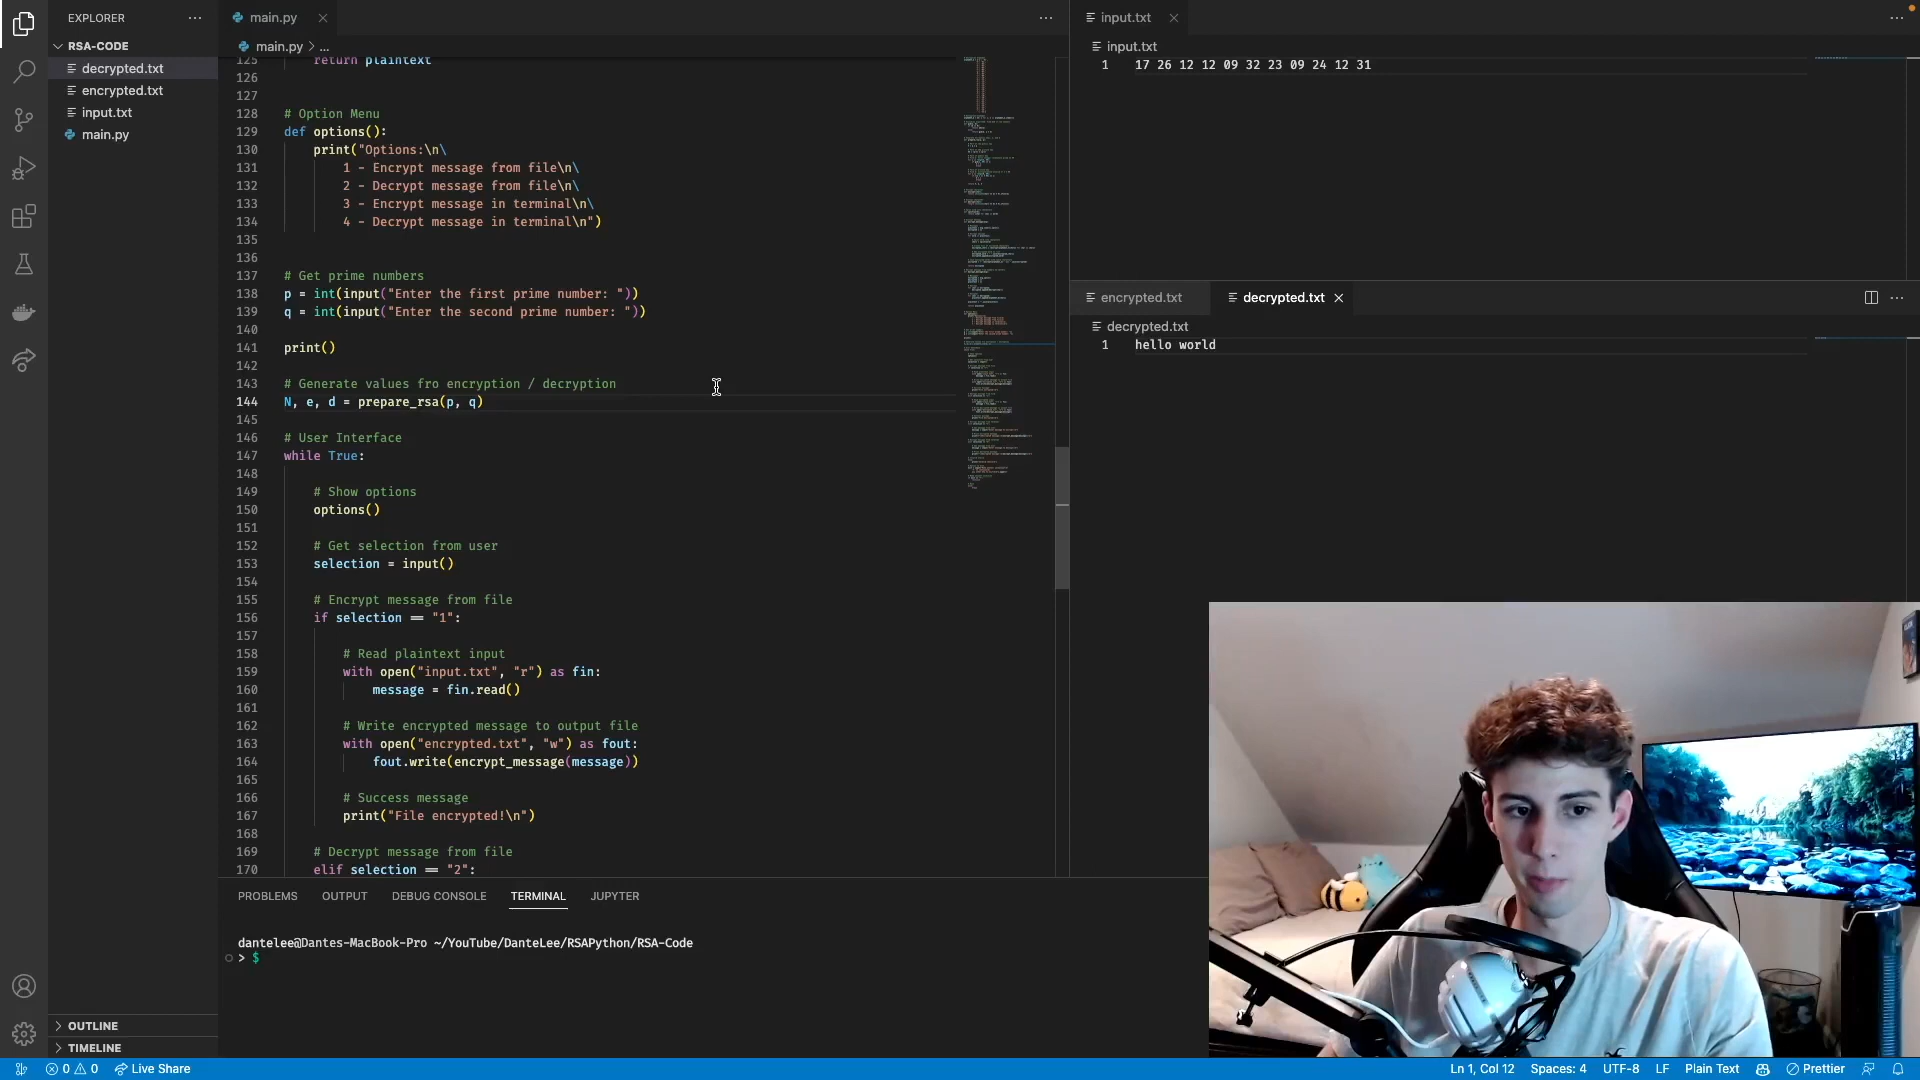 EXPLORER
RSA-CODE
decrypted.txt
encrypted.txt
input.txt
main.py
OUTLINE
TIMELINE
main.py
main.py > ...
125 return plaintext
126
127
128 # Option Menu
129 def options():
130 print("Options:\n\
131 1 - Encrypt message from file\n\
132 2 - Decrypt message from file\n\
133 3 - Encrypt message in terminal\n\
134 4 - Decrypt message in terminal\n")
135
136
137 # Get prime numbers
138 p = int(input("Enter the first prime number: "))
139 q = int(input("Enter the second prime number: "))
140
141 print()
142
143 # Generate values fro encryption / decryption
144 N, e, d = prepare_rsa(p, q)
145
146 # User Interface
147 while True:
148
149 # Show options
150 options()
151
152 # Get selection from user
153 selection = input()
154
155 # Encrypt message from file
156 if selection == "1":
157
158 # Read plaintext input
159 with open("input.txt", "r") as fin:
160 message = fin.read()
161
162 # Write encrypted message to output file
163 with open("encrypted.txt", "w") as fout:
164 fout.write(encrypt_message(message))
165
166 # Success message
167 print("File encrypted!\n")
168
169 # Decrypt message from file
170 elif selection == "2":
input.txt
input.txt
1 17 26 12 12 09 32 23 09 24 12 31
encrypted.txt decrypted.txt
decrypted.txt
1 hello world
PROBLEMS OUTPUT DEBUG CONSOLE TERMINAL JUPYTER
dantelee@Dantes-MacBook-Pro ~/YouTube/DanteLee/RSAPython/RSA-Code
> $
0 0 Live Share
Ln 1, Col 12 Spaces: 4 UTF-8 LF Plain Text Prettier